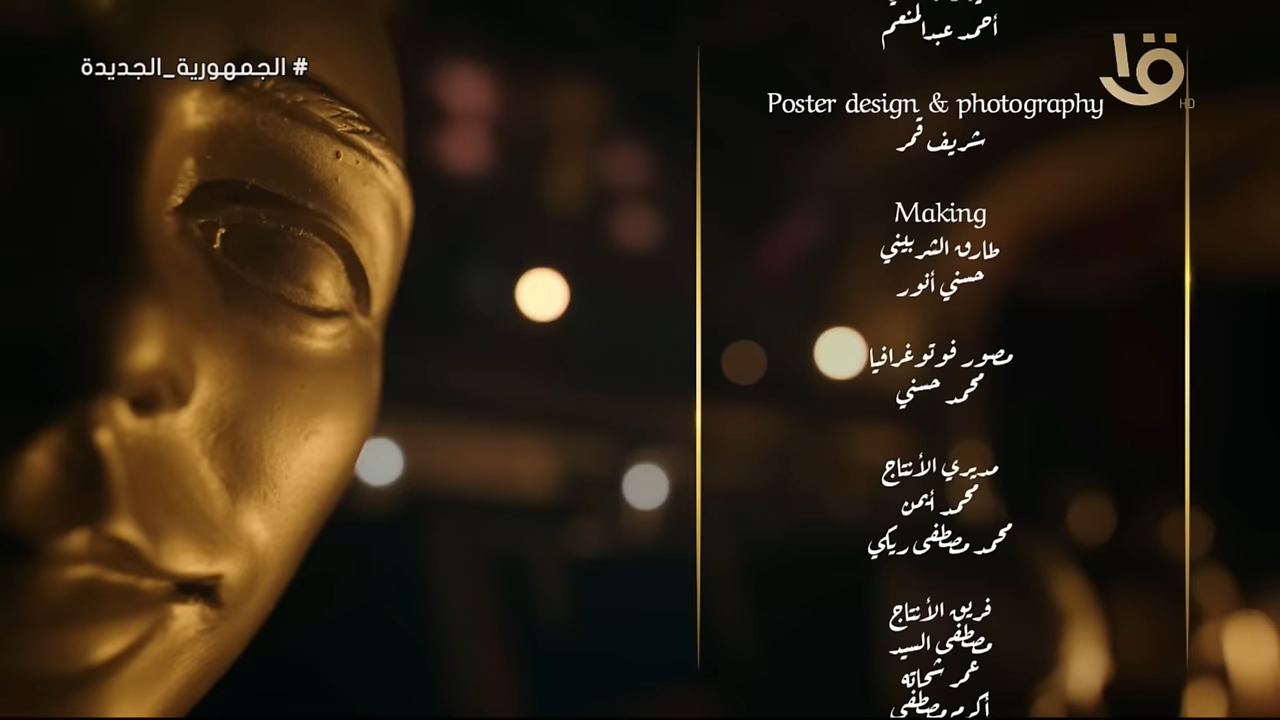 أحمد عبدالمنعم
# الجمهورية_الجديدة
HD
Poster design & photography
شريف قمر
Making
طارق الشربيني
حسني أنور
مصور فوتوغرافيا
محمد حسني
مديري الأنتاج
محمد أيمن
محمد مصطفى ريكي
فريق الأنتاج
مصطفى السيد
عمر شحاته
أكرم مصطفى